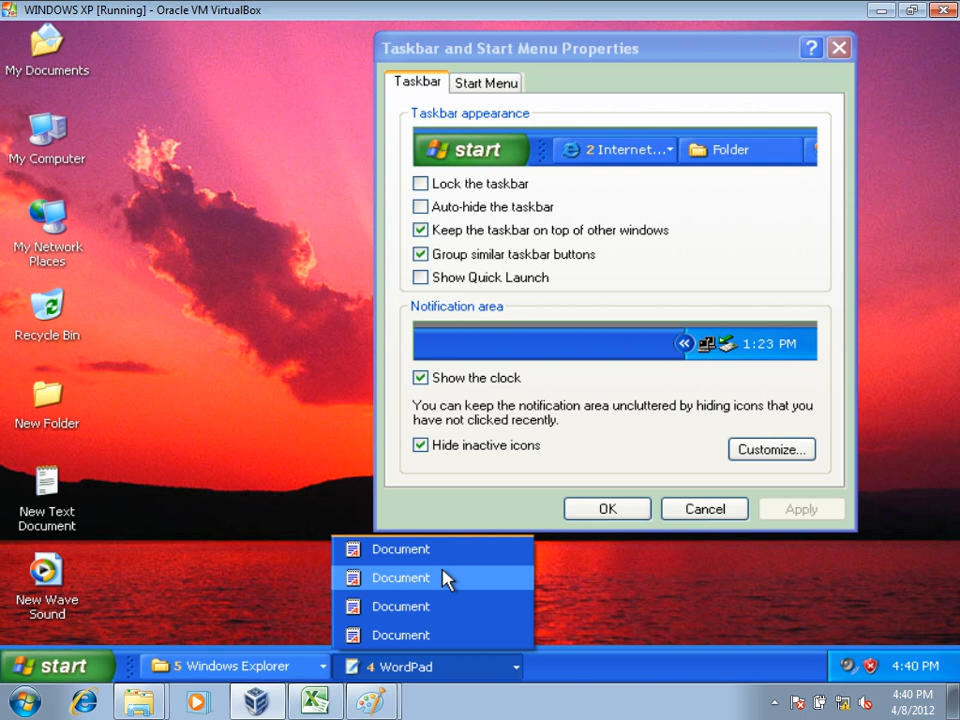 WINDOWS XP [Running] - Oracle VM VirtualBox
My Documents
My Computer
My Network
Places
Recycle Bin
New Folder
New Text
Document
New Wave
Sound
Taskbar and Start Menu Properties
?
Taskbar
Start Menu
Taskbar appearance
start
2 Internet...
Folder
Lock the taskbar
Auto-hide the taskbar
Keep the taskbar on top of other windows
Group similar taskbar buttons
Show Quick Launch
Notification area
1:23 PM
Show the clock
You can keep the notification area uncluttered by hiding icons that you
have not clicked recently.
Hide inactive icons
Customize...
OK
Cancel
Apply
Document
Document
Document
Document
start
5 Windows Explorer
4 WordPad
4:40 PM
4:40 PM
4/8/2012